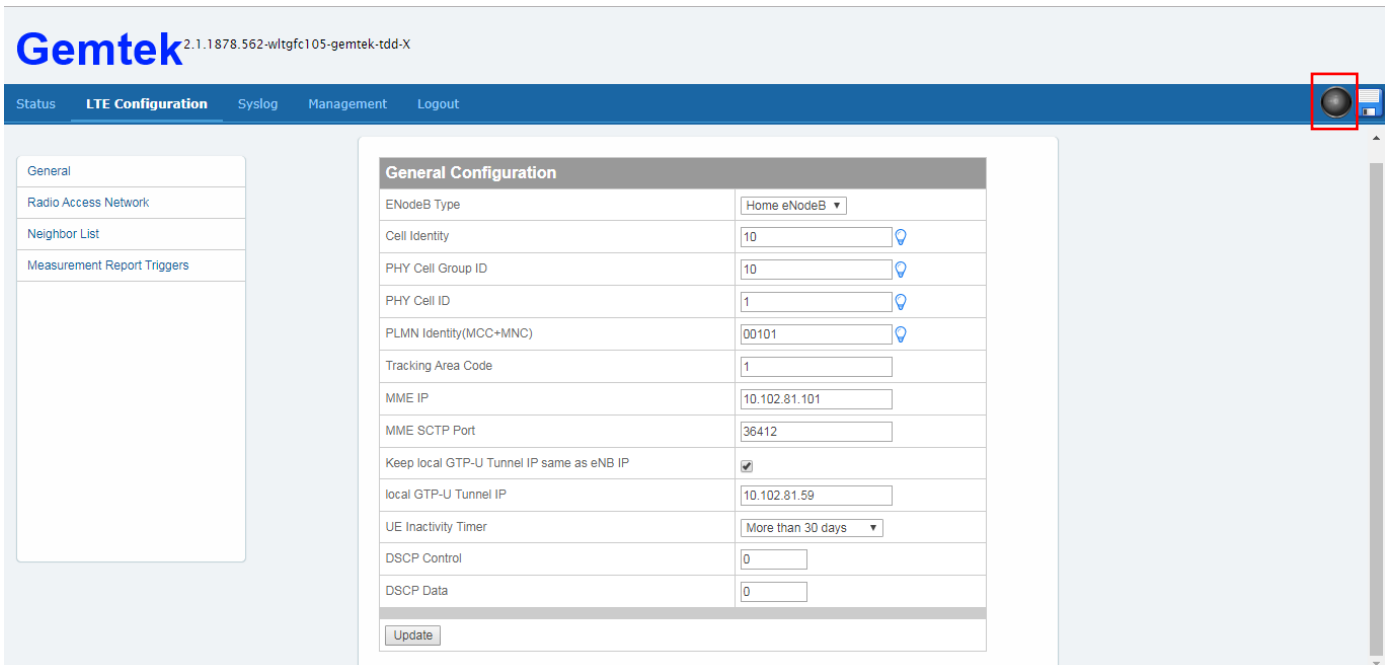 Gemtek 2.1.1878.562-wltgfc105-gemtek-tdd-X
Status LTE Configuration Syslog Management Logout
General
Radio Access Network
Neighbor List
Measurement Report Triggers
General Configuration
ENodeB Type Home eNodeB
Cell Identity 10
PHY Cell Group ID 10
PHY Cell ID 1
PLMN Identity(MCC+MNC) 00101
Tracking Area Code 1
MME IP 10.102.81.101
MME SCTP Port 36412
Keep local GTP-U Tunnel IP same as eNB IP
local GTP-U Tunnel IP 10.102.81.59
UE Inactivity Timer More than 30 days
DSCP Control 0
DSCP Data 0
Update